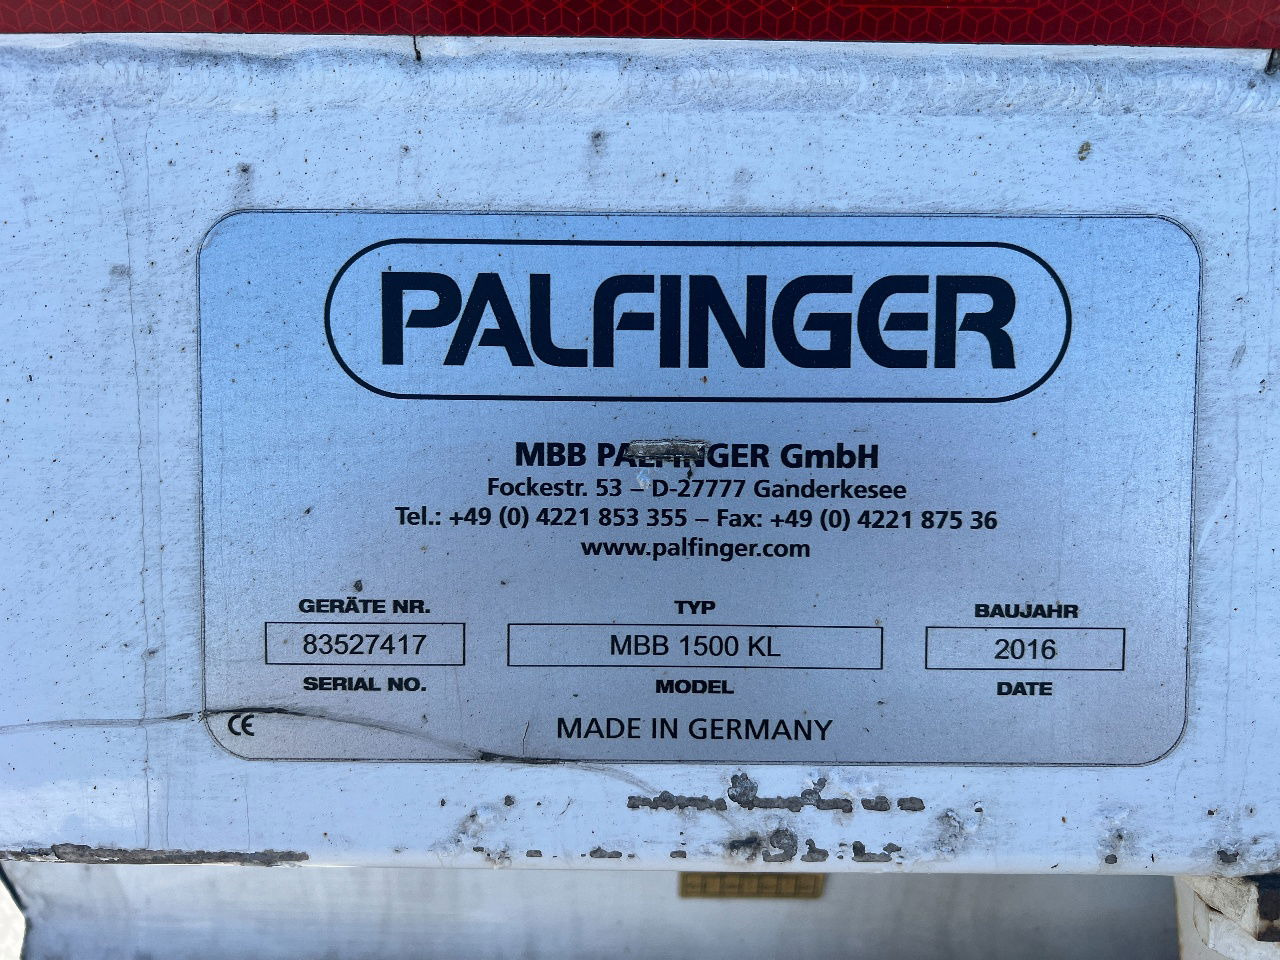 PALFINGER
MBB PALFINGER GmbH
Fockestr. 53 – D-27777 Ganderkesee
Tel.: +49 (0) 4221 853 355 – Fax: +49 (0) 4221 875 36
www.palfinger.com
GERÄTE NR. TYP BAUJAHR
83527417 MBB 1500 KL 2016
SERIAL NO. MODEL DATE
CE MADE IN GERMANY